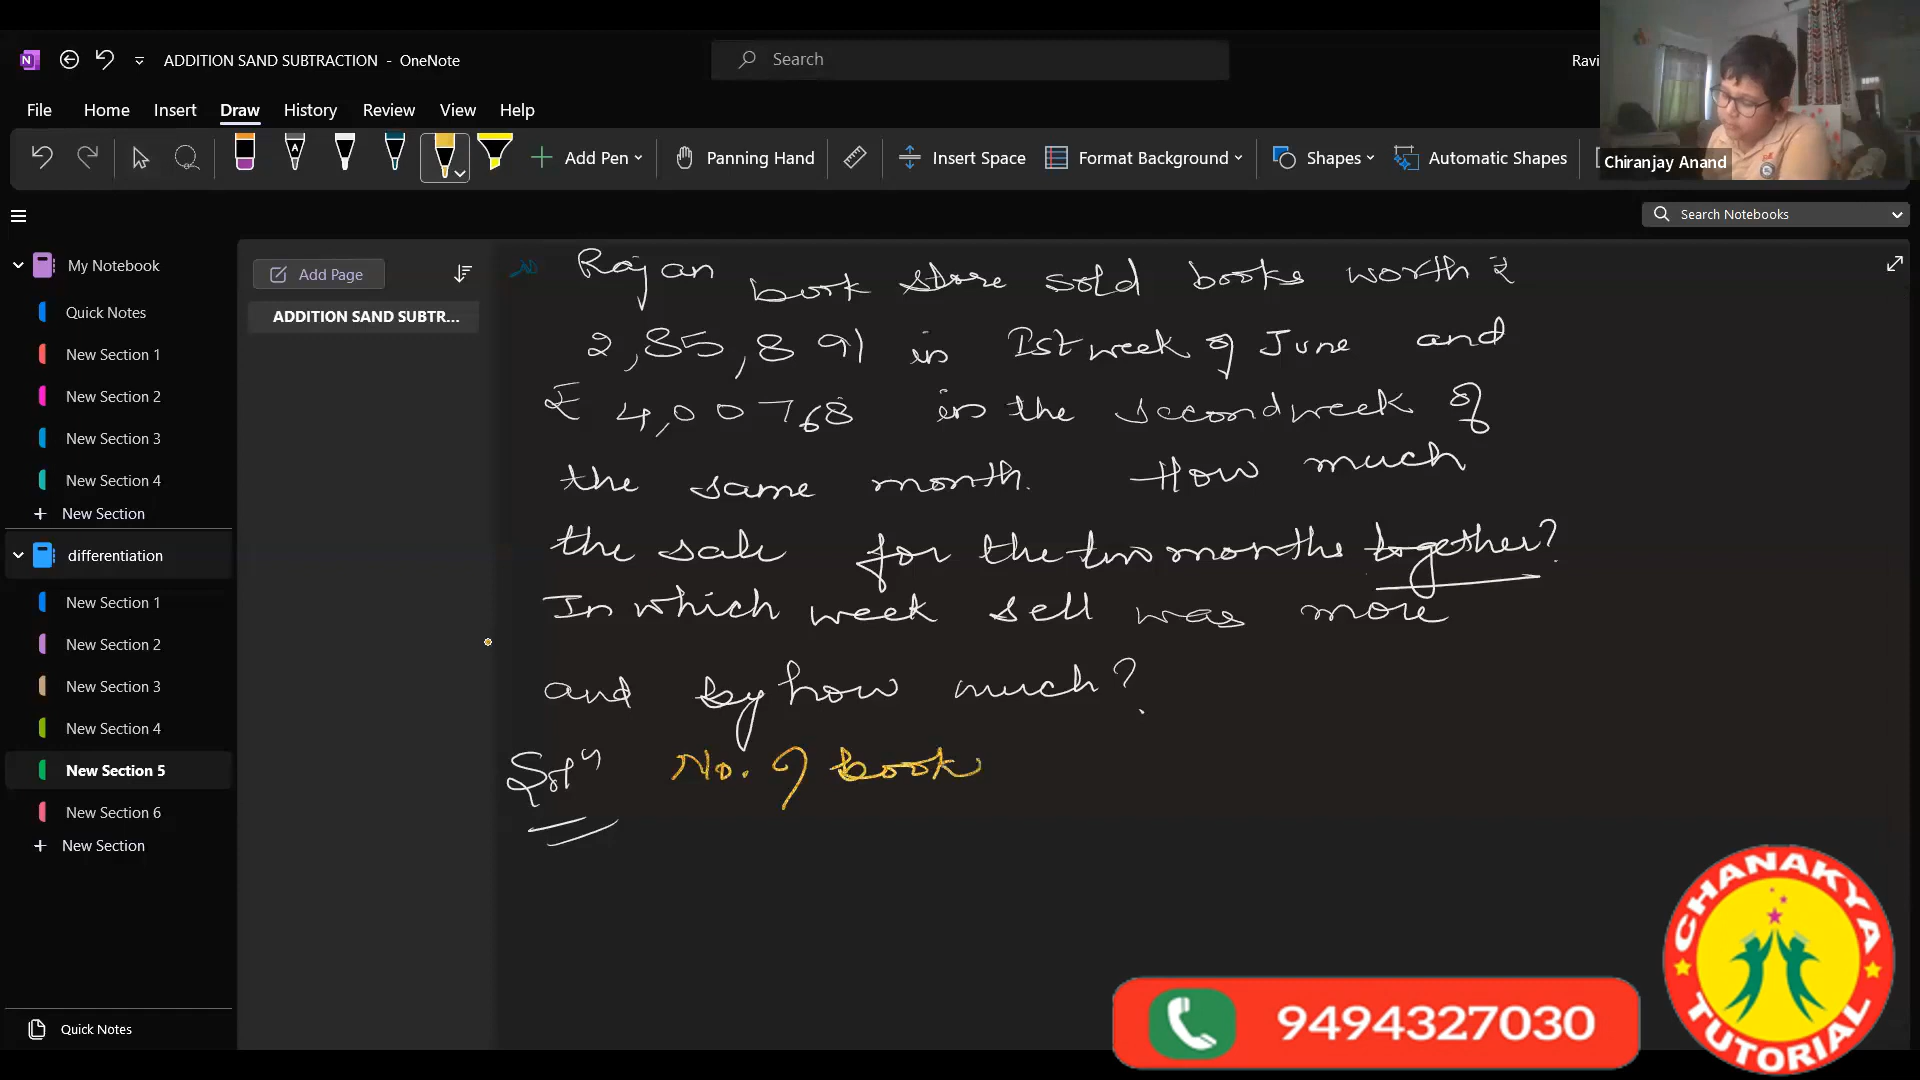 ADDITION SAND SUBTRACTION - OneNote
Search
Ravi
File Home Insert Draw History Review View Help
Add Pen Panning Hand Insert Space Format Background Shapes Automatic Shapes
Chiranjay Anand
Search Notebooks
My Notebook
Quick Notes
New Section 1
New Section 2
New Section 3
New Section 4
+ New Section
differentiation
New Section 1
New Section 2
New Section 3
New Section 4
New Section 5
New Section 6
+ New Section
Quick Notes
Add Page
ADDITION SAND SUBTR...
Rajan book store sold books worth ₹
2,85,891 in Ist week of June and
₹ 4,00768 in the second week of
the same month. How much
the sale for the two months together?
In which week sell was more
and by how much?
Solⁿ No. of book
9494327030
CHANAKYA TUTORIAL